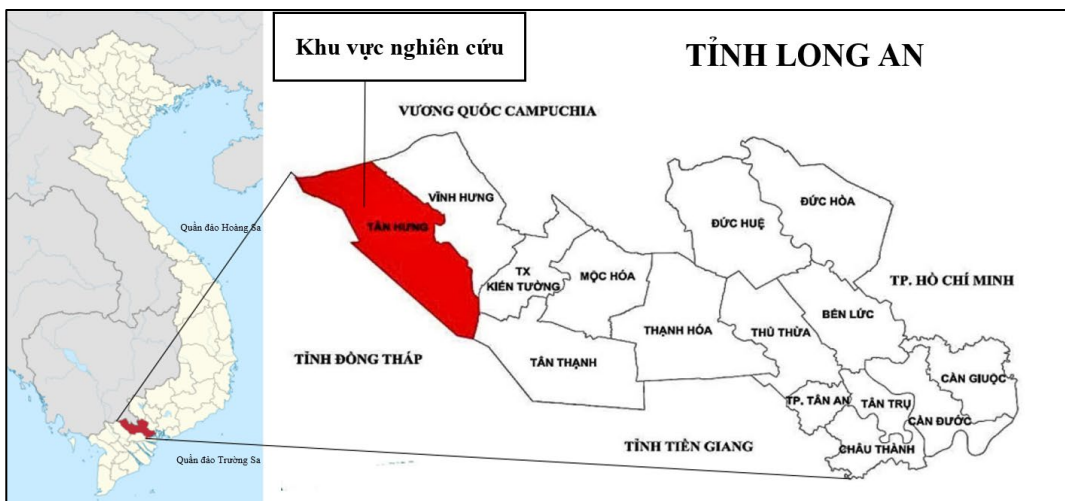 Khu vực nghiên cứu
TỈNH LONG AN
VƯƠNG QUỐC CAMPUCHIA
VĨNH HƯNG
TÂN HƯNG
ĐỨC HUỆ
ĐỨC HÒA
Quần đảo Hoàng Sa
TX
KIẾN TƯỜNG
MỘC HÓA
TP. HỒ CHÍ MINH
BẾN LỨC
THẠNH HÓA
THỦ THỪA
TỈNH ĐỒNG THÁP
TÂN THẠNH
CẦN GIUỘC
TP. TÂN AN
TÂN TRỤ
CẦN ĐƯỚC
TỈNH TIỀN GIANG
CHÂU THÀNH
Quần đảo Trường Sa